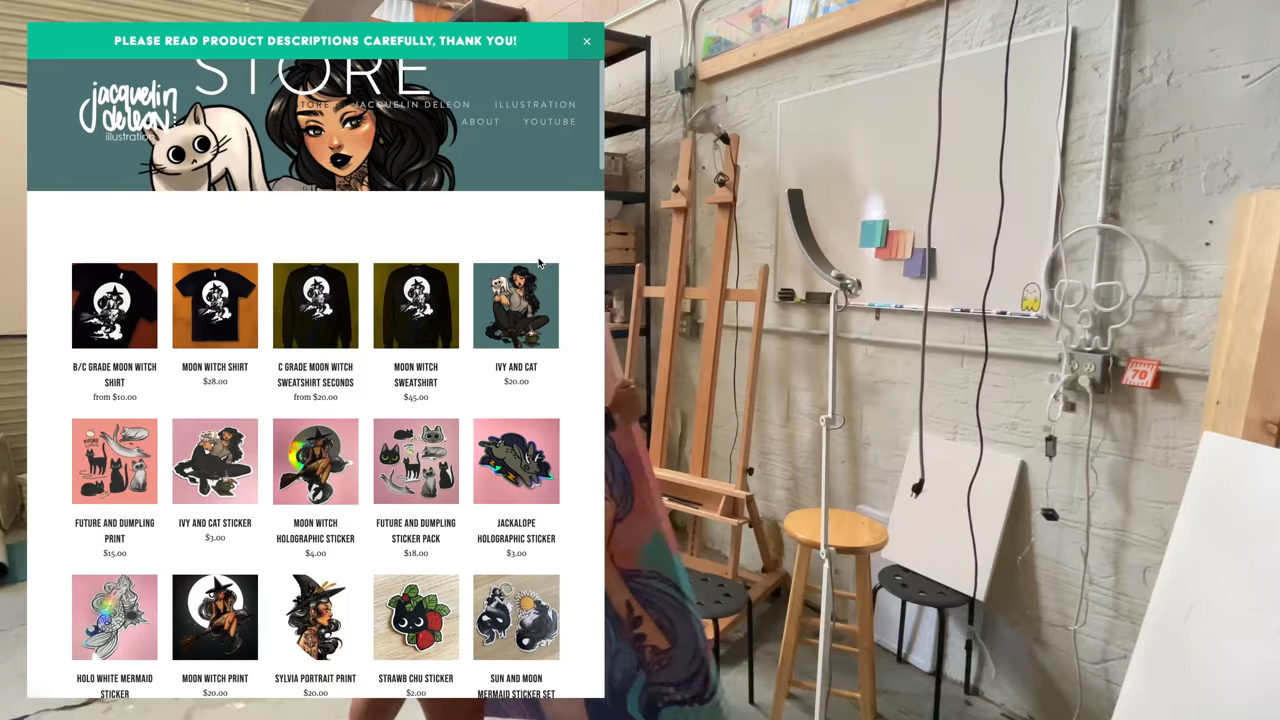 PLEASE READ PRODUCT DESCRIPTIONS CAREFULLY, THANK YOU!
STORE
jacquelin
deleon
illustration
STORE JACQUELIN DELEON ILLUSTRATION
ABOUT YOUTUBE
B/C GRADE MOON WITCH
SHIRT
from $10.00
MOON WITCH SHIRT
$28.00
C GRADE MOON WITCH
SWEATSHIRT SECONDS
from $20.00
MOON WITCH
SWEATSHIRT
$45.00
IVY AND CAT
$20.00
FUTURE AND DUMPLING
PRINT
$15.00
IVY AND CAT STICKER
$3.00
MOON WITCH
HOLOGRAPHIC STICKER
$4.00
FUTURE AND DUMPLING
STICKER PACK
$18.00
JACKALOPE
HOLOGRAPHIC STICKER
$3.00
HOLO WHITE MERMAID
STICKER
MOON WITCH PRINT
$20.00
SYLVIA PORTRAIT PRINT
$20.00
STRAWB CHU STICKER
$2.00
SUN AND MOON
MERMAID STICKER SET
70